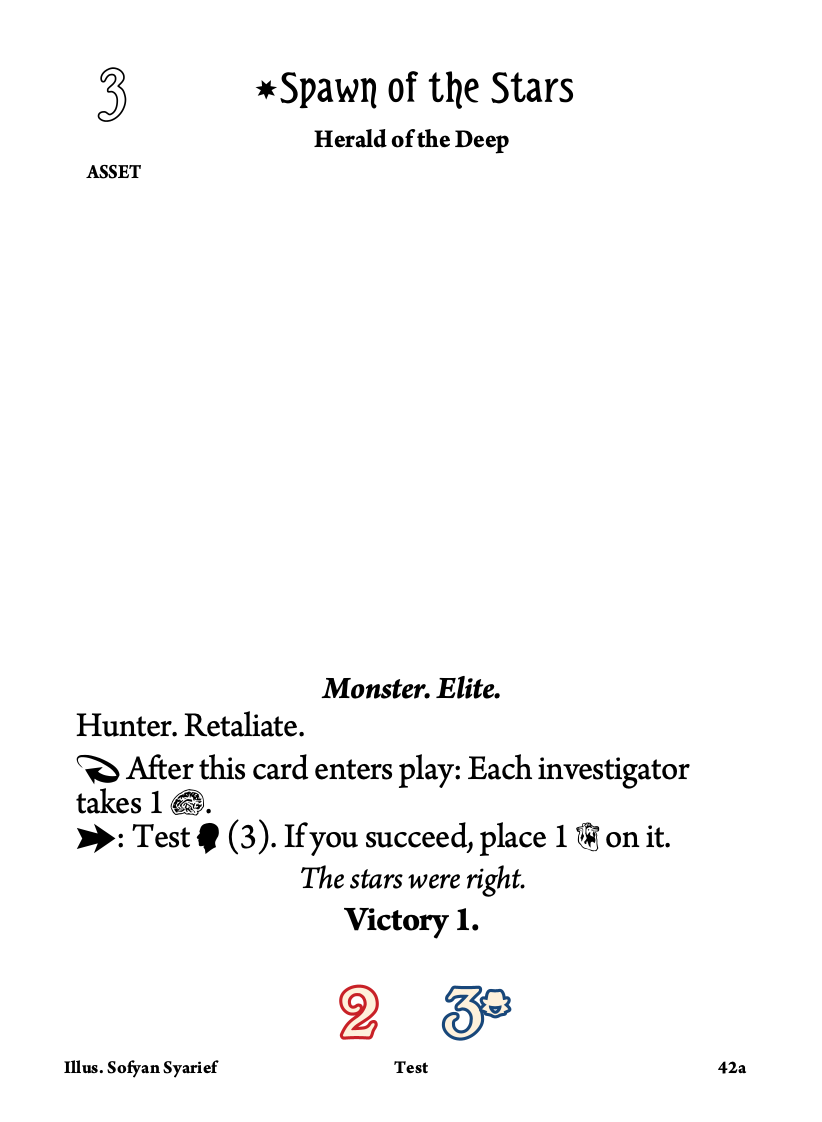 3
Spawn of the Stars
Herald of the Deep
ASSET
Monster. Elite.
Hunter. Retaliate.
After this card enters play: Each investigator
takes 1 .
: Test (3). If you succeed, place 1 on it.
The stars were right.
Victory 1.
2 3
Illus. Sofyan Syarief Test 42a